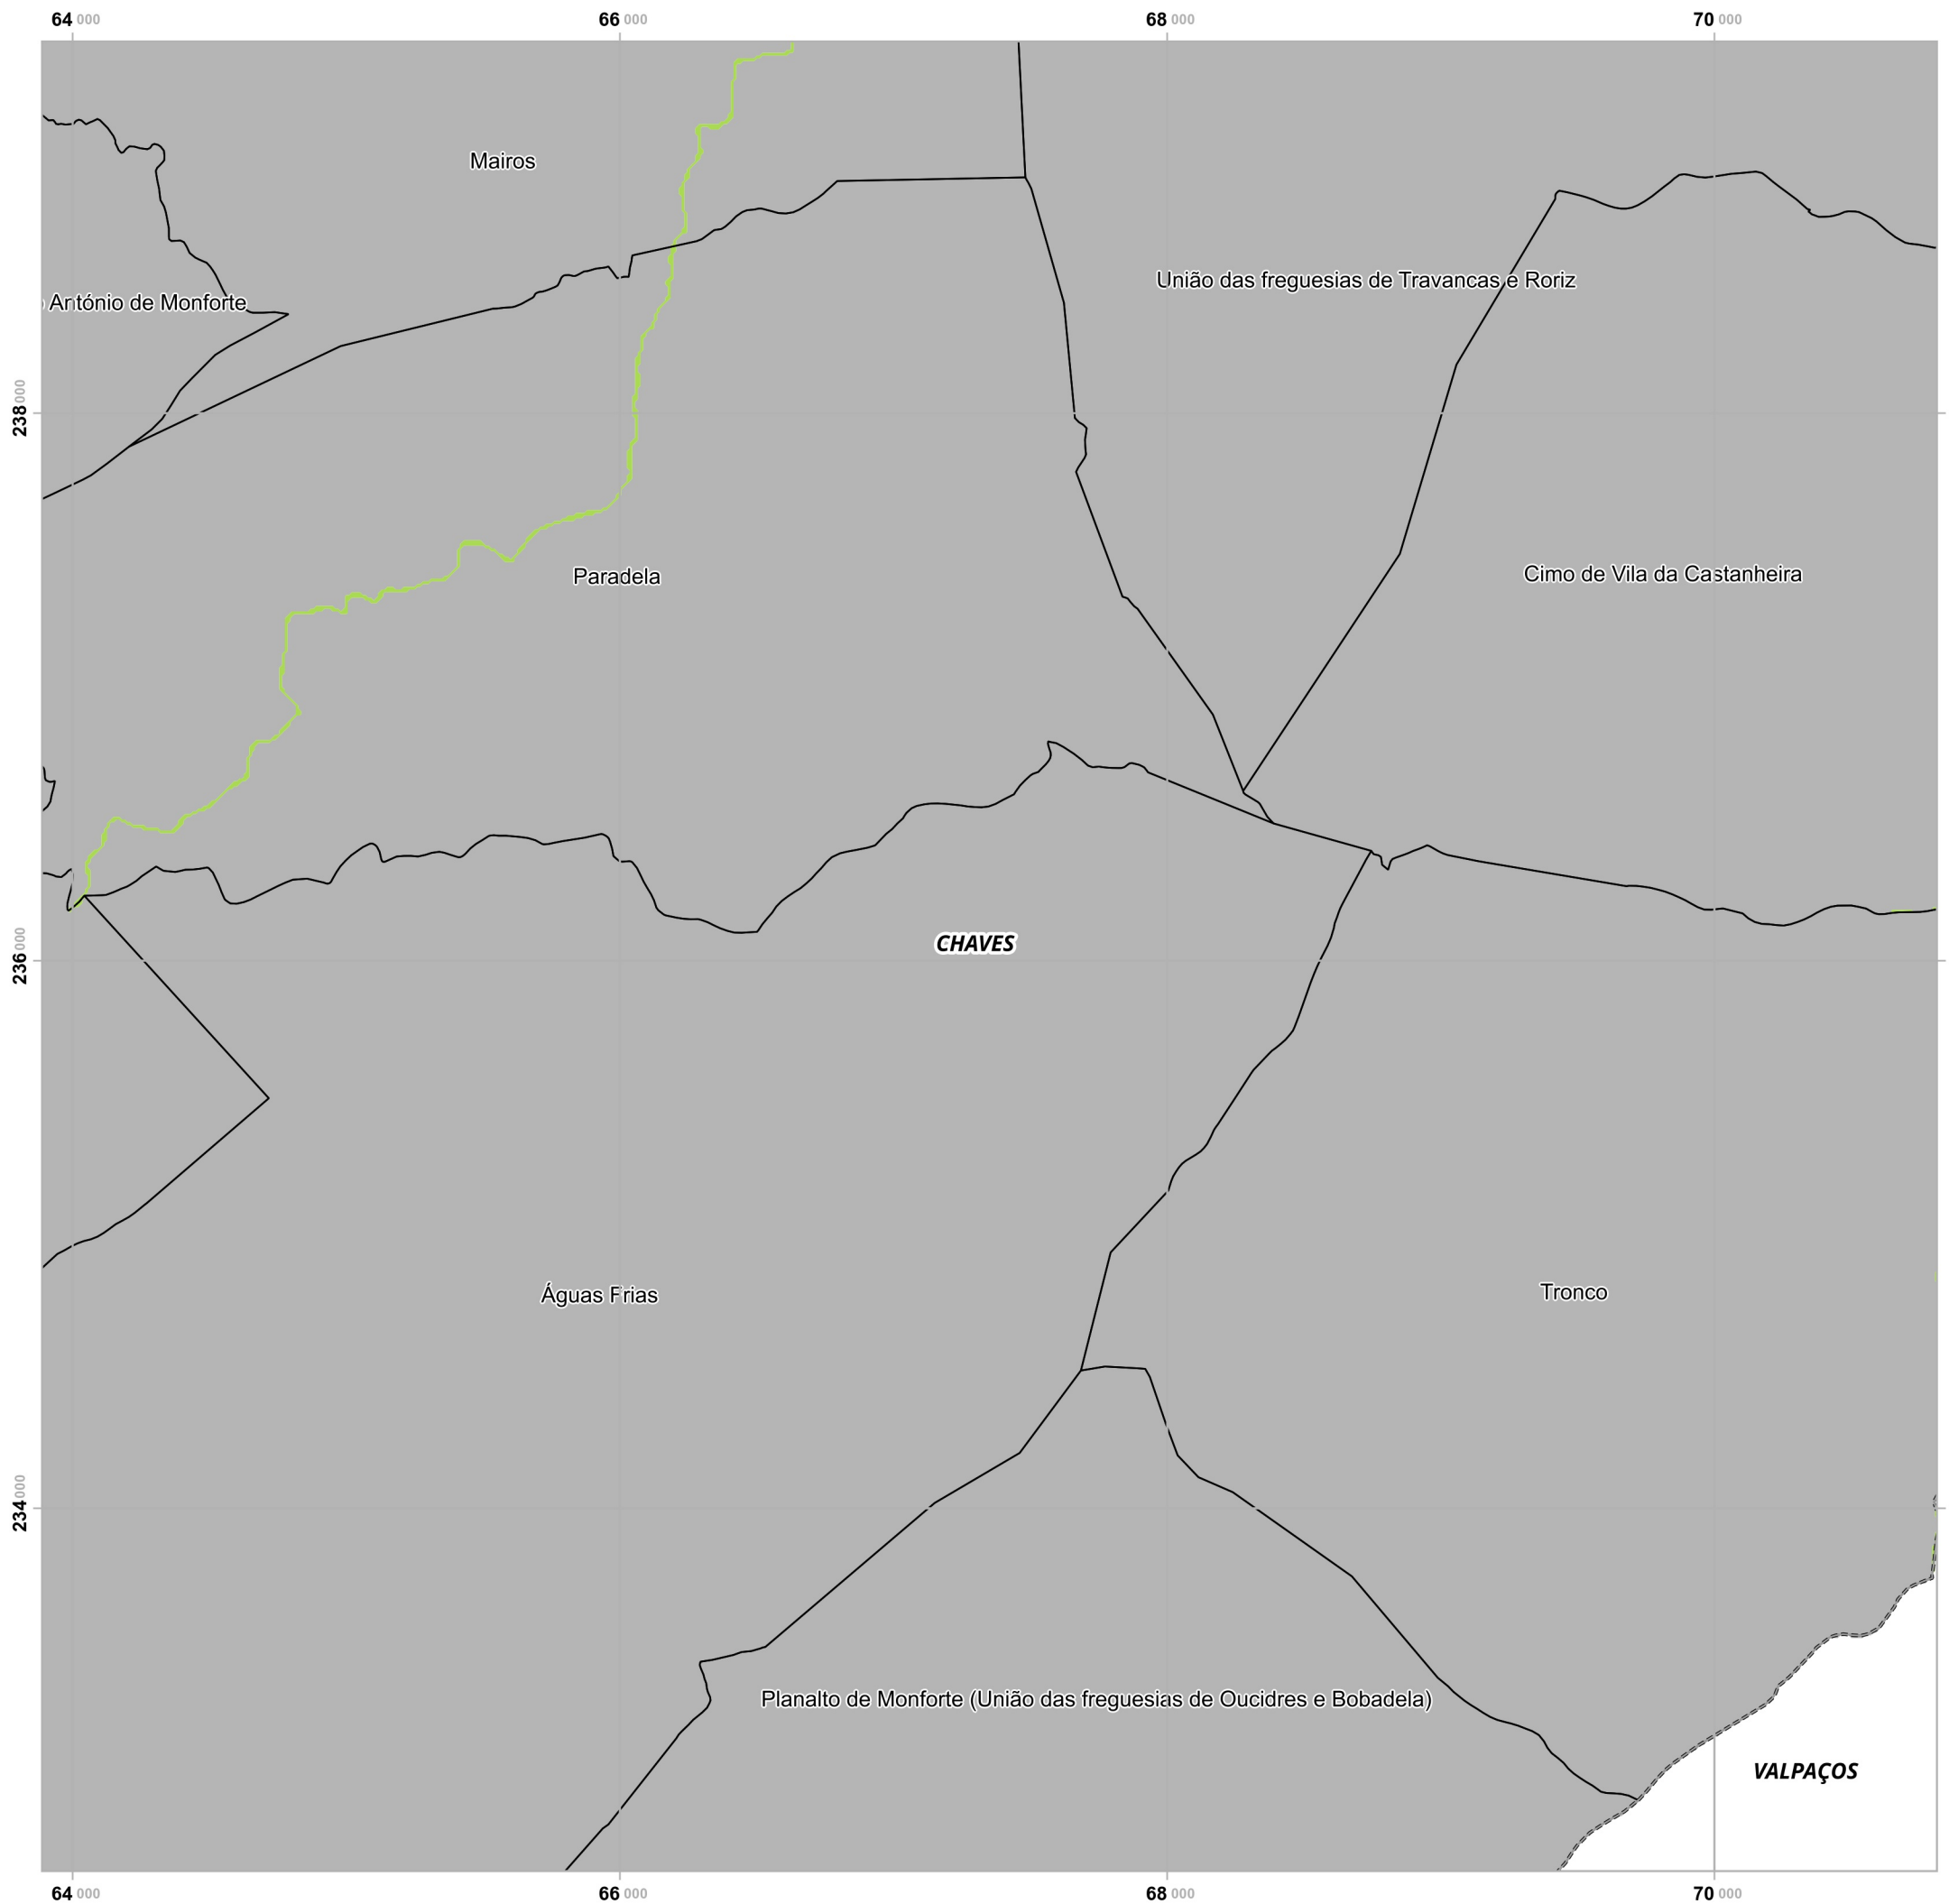 64 000 66 000 68 000 70 000
Mairos
União das freguesias de Travancas e Roriz
António de Monforte
238 000
Cimo de Vila da Castanheira
Paradela
CHAVES
236 000
Tronco
Águas Frias
234 000
Planalto de Monforte (União das freguesias de Oucidres e Bobadela)
VALPAÇOS
64 000 66 000 68 000 70 000